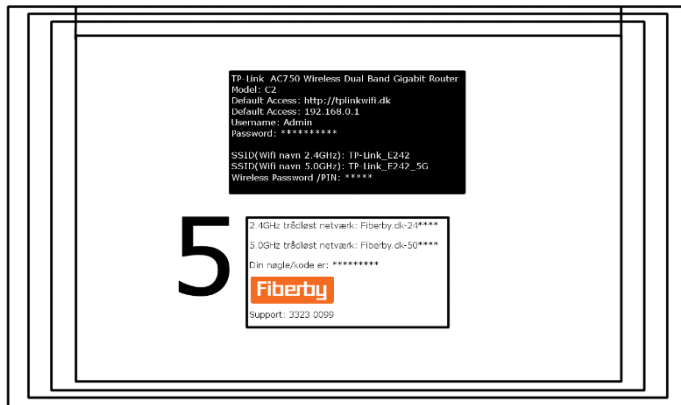 TP-Link AC750 Wireless Dual Band Gigabit Router
Model: C2
Default Access: http://tplinkwifi.dk
Default Access: 192.168.0.1
Username: Admin
Password: **********
SSID(Wifi navn 2.4GHz): TP-Link_E242
SSID(Wifi navn 5.0GHz): TP-Link_E242_5G
Wireless Password /PIN: *****
5
2.4GHz trådløst netværk: Fiberby.dk-24****
5.0GHz trådløst netværk: Fiberby.dk-50****
Din nøgle/kode er: *********
Fiberby
Support: 3323 0099